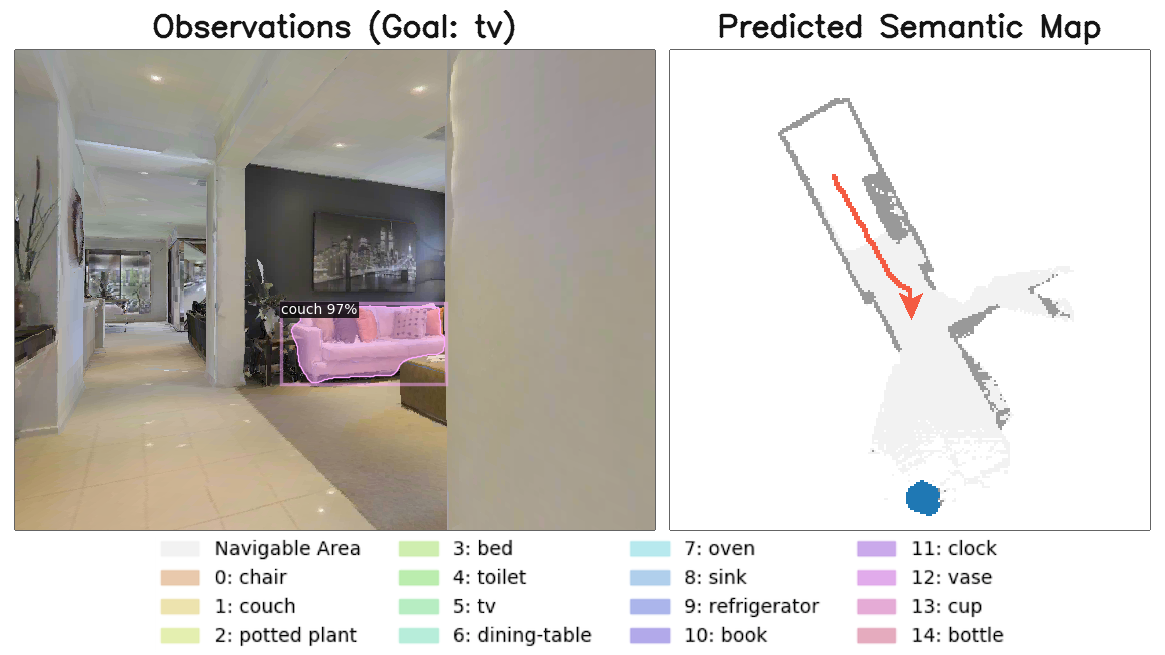 Observations (Goal: tv)
Predicted Semantic Map
couch 97%
Navigable Area
0: chair
1: couch
2: potted plant
3: bed
4: toilet
5: tv
6: dining-table
7: oven
8: sink
9: refrigerator
10: book
11: clock
12: vase
13: cup
14: bottle